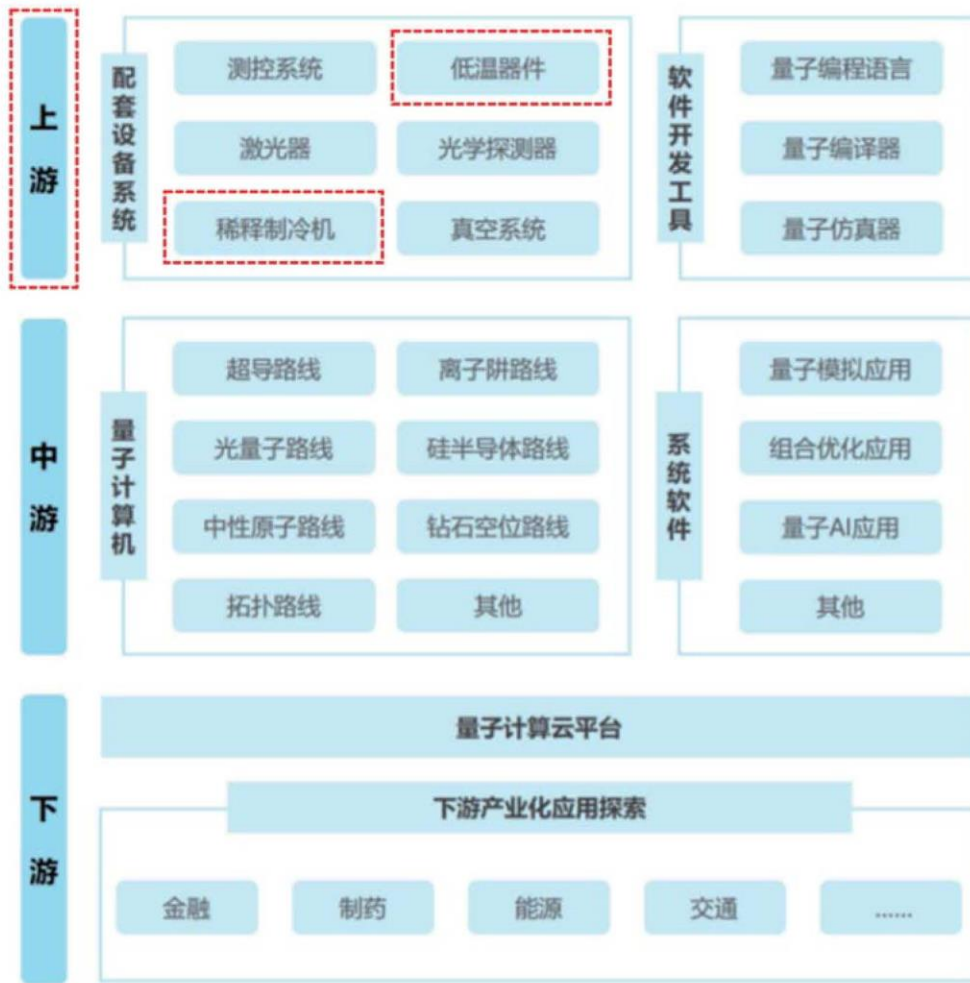 上游
配套设备系统
测控系统
低温器件
激光器
光学探测器
稀释制冷机
真空系统
软件开发工具
量子编程语言
量子编译器
量子仿真器
中游
量子计算机
超导路线
离子阱路线
光量子路线
硅半导体路线
中性原子路线
钻石空位路线
拓扑路线
其他
系统软件
量子模拟应用
组合优化应用
量子AI应用
其他
下游
量子计算云平台
下游产业化应用探索
金融
制药
能源
交通
......